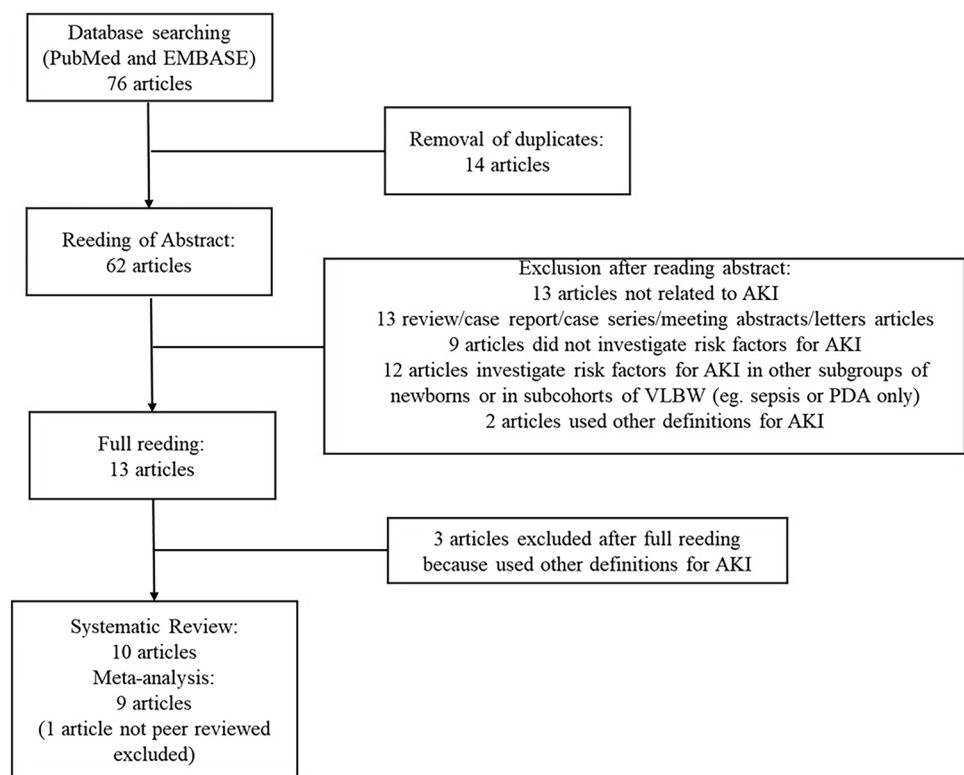 Database searching
(PubMed and EMBASE)
76 articles
Removal of duplicates:
14 articles
Reeding of Abstract:
62 articles
Exclusion after reading abstract:
13 articles not related to AKI
13 review/case report/case series/meeting abstracts/letters articles
9 articles did not investigate risk factors for AKI
12 articles investigate risk factors for AKI in other subgroups of
newborns or in subcohorts of VLBW (eg. sepsis or PDA only)
2 articles used other definitions for AKI
Full reeding:
13 articles
3 articles excluded after full reeding
because used other definitions for AKI
Systematic Review:
10 articles
Meta-analysis:
9 articles
(1 article not peer reviewed
excluded)